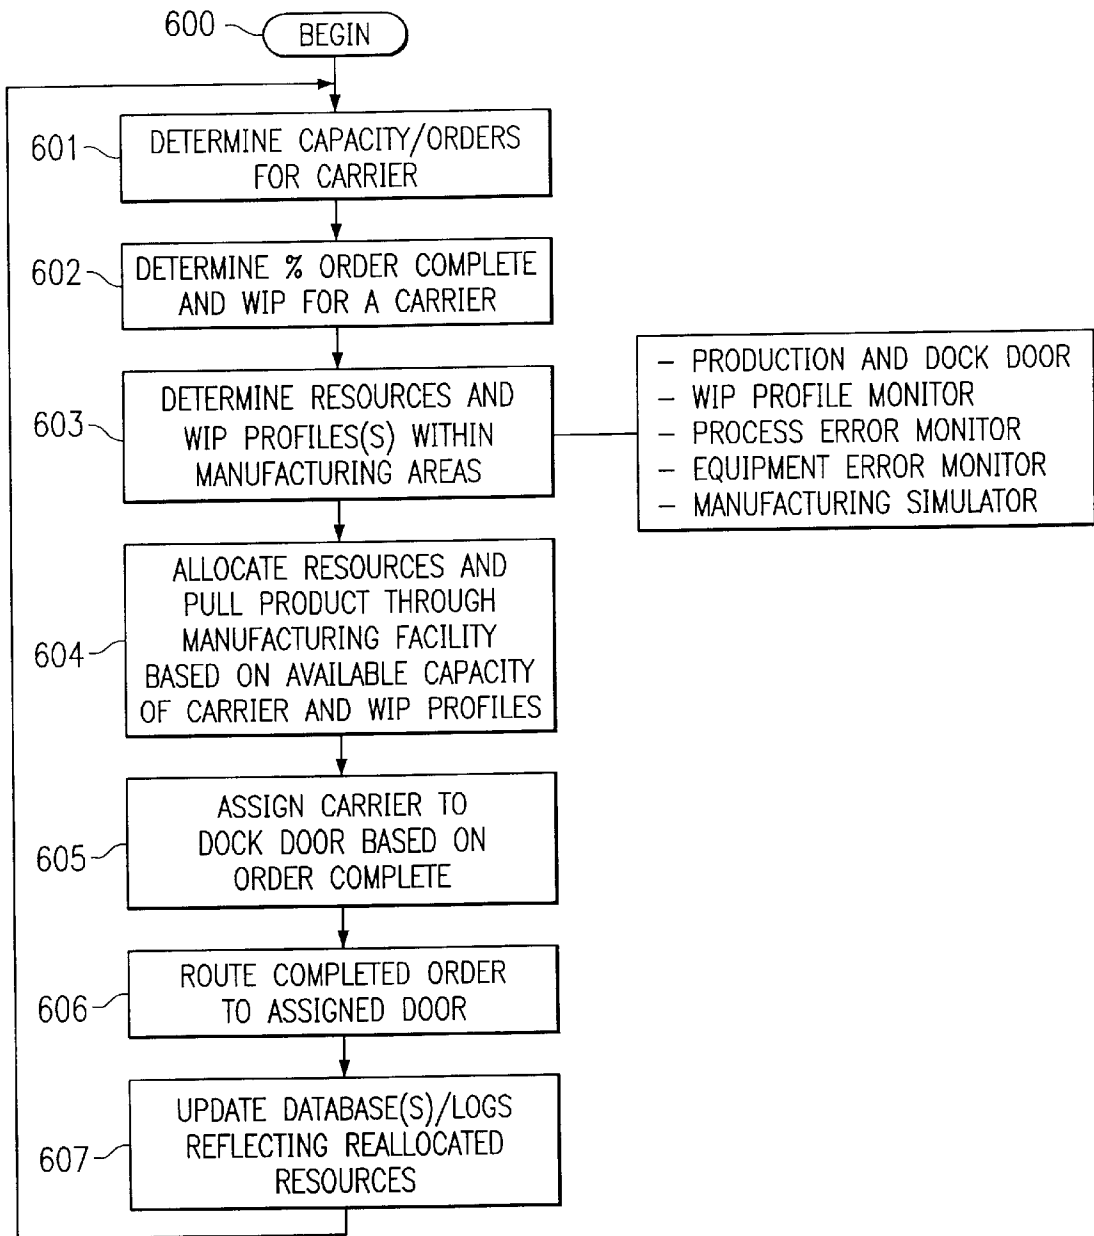 600
BEGIN
601
DETERMINE CAPACITY/ORDERS
FOR CARRIER
602
DETERMINE % ORDER COMPLETE
AND WIP FOR A CARRIER
603
DETERMINE RESOURCES AND
WIP PROFILES(S) WITHIN
MANUFACTURING AREAS
- PRODUCTION AND DOCK DOOR
- WIP PROFILE MONITOR
- PROCESS ERROR MONITOR
- EQUIPMENT ERROR MONITOR
- MANUFACTURING SIMULATOR
604
ALLOCATE RESOURCES AND
PULL PRODUCT THROUGH
MANUFACTURING FACILITY
BASED ON AVAILABLE CAPACITY
OF CARRIER AND WIP PROFILES
605
ASSIGN CARRIER TO
DOCK DOOR BASED ON
ORDER COMPLETE
606
ROUTE COMPLETED ORDER
TO ASSIGNED DOOR
607
UPDATE DATABASE(S)/LOGS
REFLECTING REALLOCATED
RESOURCES